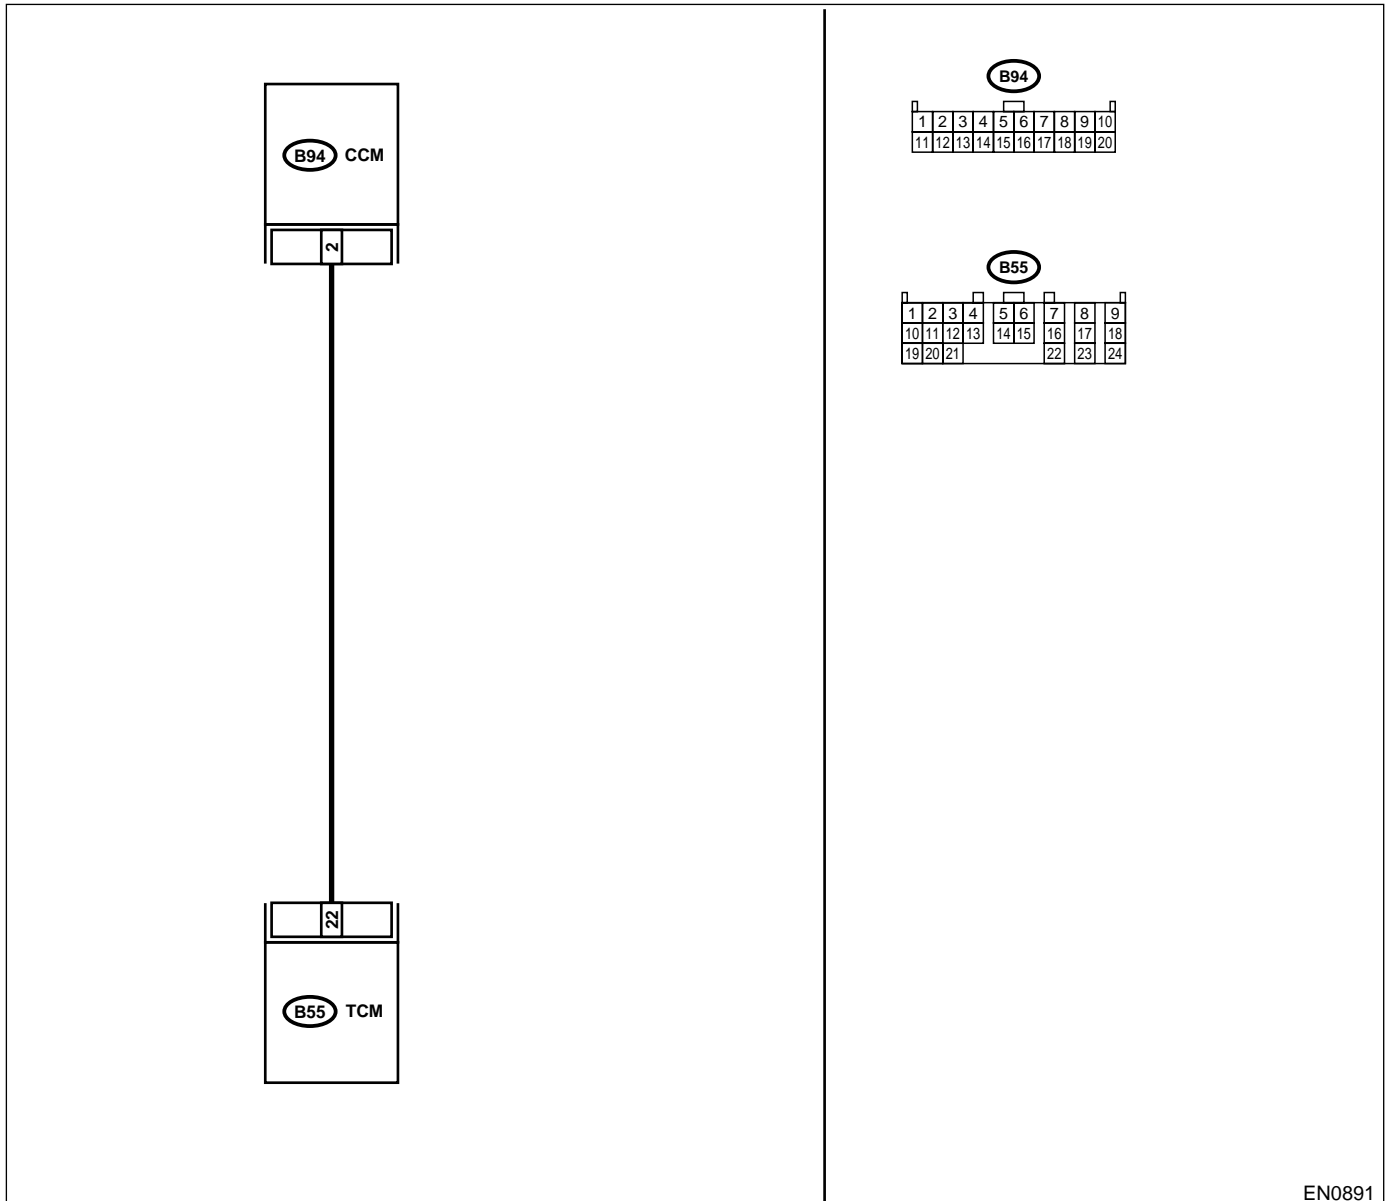 B94 CCM
2
22
B55 TCM
B94
1 2 3 4 5 6 7 8 9 10
11 12 13 14 15 16 17 18 19 20
B55
1 2 3 4 5 6 7 8 9
10 11 12 13 14 15 16 17 18
19 20 21 22 23 24
EN0891